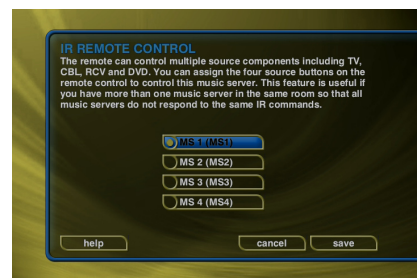 IR REMOTE CONTROL
The remote can control multiple source components including TV,
CBL, RCV and DVD. You can assign the four source buttons on the
remote control to control this music server. This feature is useful if
you have more than one music server in the same room so that all
music servers do not respond to the same IR commands.
MS 1 (MS1)
MS 2 (MS2)
MS 3 (MS3)
MS 4 (MS4)
help cancel save